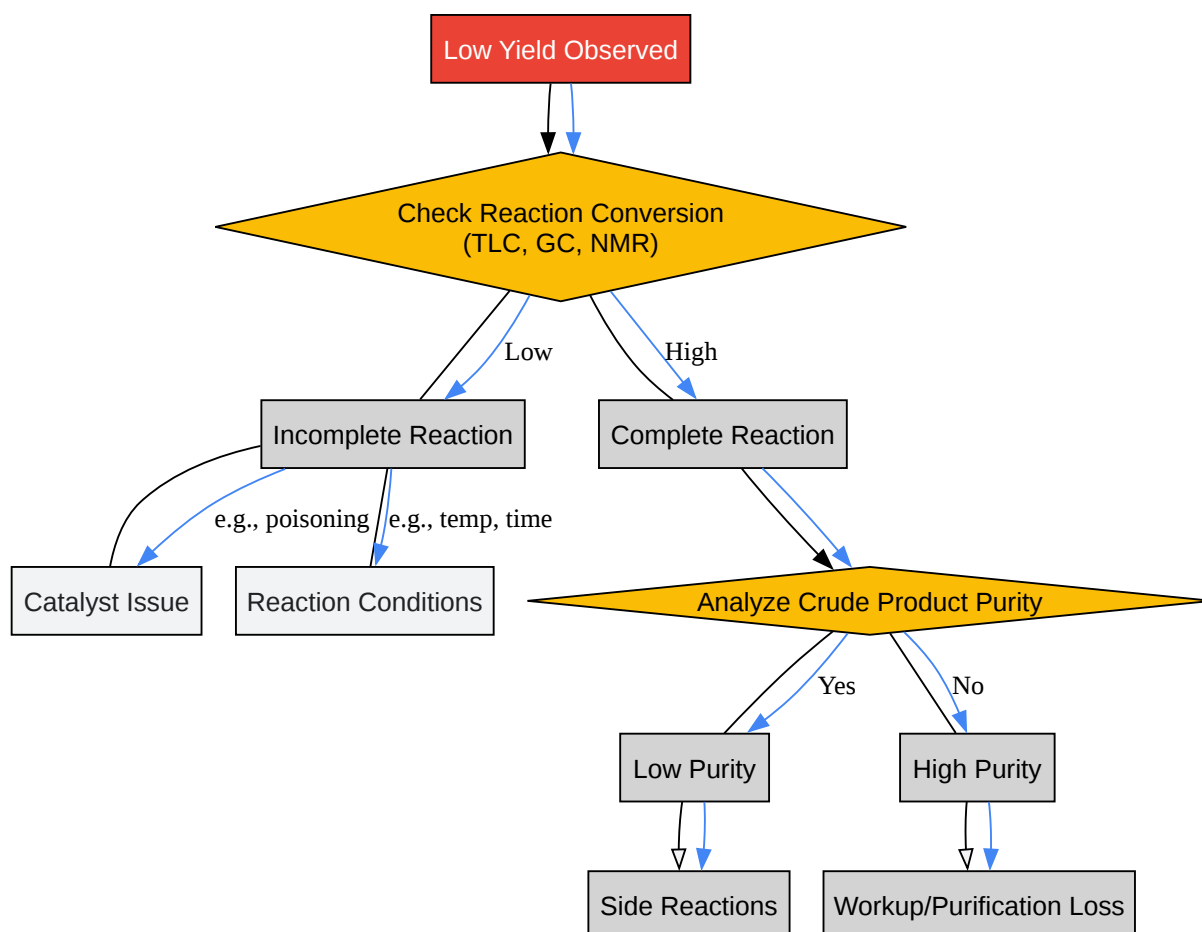 Low Yield Observed
Check Reaction Conversion
(TLC, GC, NMR)
Low
High
Incomplete Reaction
Complete Reaction
e.g., poisoning
e.g., temp, time
Catalyst Issue
Reaction Conditions
Analyze Crude Product Purity
Yes
No
Low Purity
High Purity
Side Reactions
Workup/Purification Loss